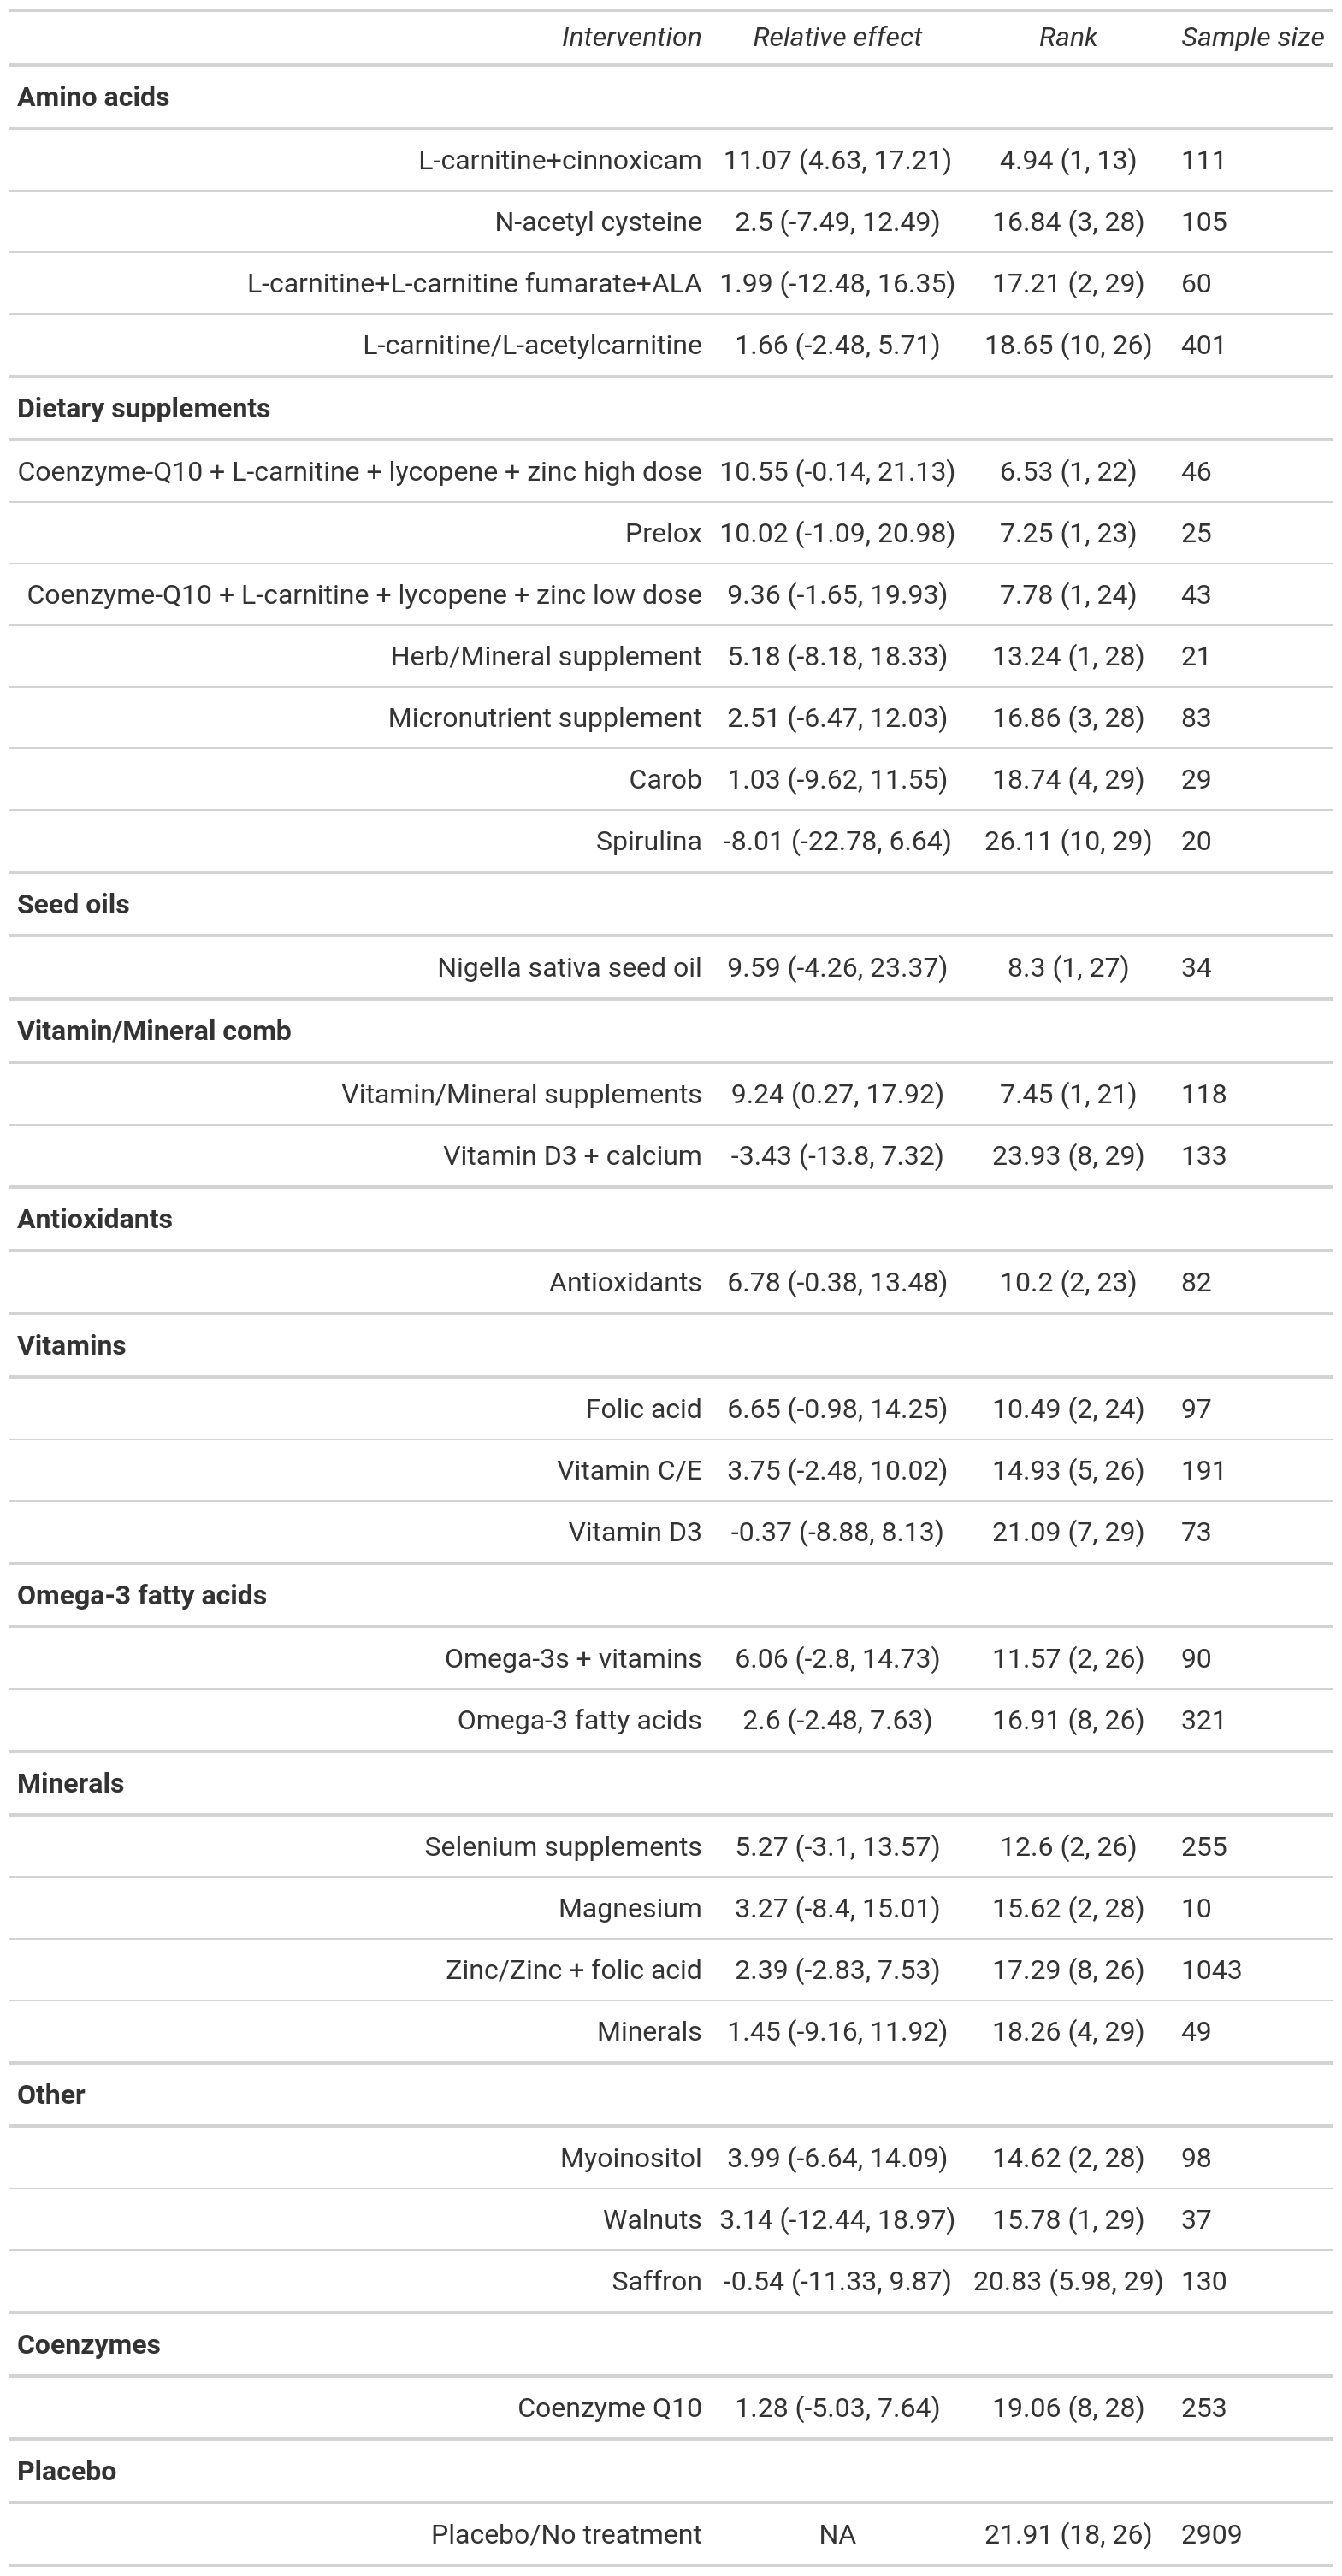 Intervention Relative effect Rank Sample size
Amino acids
L-carnitine+cinnoxicam 11.07 (4.63, 17.21) 4.94 (1, 13) 111
N-acetyl cysteine 2.5 (-7.49, 12.49) 16.84 (3, 28) 105
L-carnitine+L-carnitine fumarate+ALA 1.99 (-12.48, 16.35) 17.21 (2, 29) 60
L-carnitine/L-acetylcarnitine 1.66 (-2.48, 5.71) 18.65 (10, 26) 401
Dietary supplements
Coenzyme-Q10 + L-carnitine + lycopene + zinc high dose 10.55 (-0.14, 21.13) 6.53 (1, 22) 46
Prelox 10.02 (-1.09, 20.98) 7.25 (1, 23) 25
Coenzyme-Q10 + L-carnitine + lycopene + zinc low dose 9.36 (-1.65, 19.93) 7.78 (1, 24) 43
Herb/Mineral supplement 5.18 (-8.18, 18.33) 13.24 (1, 28) 21
Micronutrient supplement 2.51 (-6.47, 12.03) 16.86 (3, 28) 83
Carob 1.03 (-9.62, 11.55) 18.74 (4, 29) 29
Spirulina -8.01 (-22.78, 6.64) 26.11 (10, 29) 20
Seed oils
Nigella sativa seed oil 9.59 (-4.26, 23.37) 8.3 (1, 27) 34
Vitamin/Mineral comb
Vitamin/Mineral supplements 9.24 (0.27, 17.92) 7.45 (1, 21) 118
Vitamin D3 + calcium -3.43 (-13.8, 7.32) 23.93 (8, 29) 133
Antioxidants
Antioxidants 6.78 (-0.38, 13.48) 10.2 (2, 23) 82
Vitamins
Folic acid 6.65 (-0.98, 14.25) 10.49 (2, 24) 97
Vitamin C/E 3.75 (-2.48, 10.02) 14.93 (5, 26) 191
Vitamin D3 -0.37 (-8.88, 8.13) 21.09 (7, 29) 73
Omega-3 fatty acids
Omega-3s + vitamins 6.06 (-2.8, 14.73) 11.57 (2, 26) 90
Omega-3 fatty acids 2.6 (-2.48, 7.63) 16.91 (8, 26) 321
Minerals
Selenium supplements 5.27 (-3.1, 13.57) 12.6 (2, 26) 255
Magnesium 3.27 (-8.4, 15.01) 15.62 (2, 28) 10
Zinc/Zinc + folic acid 2.39 (-2.83, 7.53) 17.29 (8, 26) 1043
Minerals 1.45 (-9.16, 11.92) 18.26 (4, 29) 49
Other
Myoinositol 3.99 (-6.64, 14.09) 14.62 (2, 28) 98
Walnuts 3.14 (-12.44, 18.97) 15.78 (1, 29) 37
Saffron -0.54 (-11.33, 9.87) 20.83 (5.98, 29) 130
Coenzymes
Coenzyme Q10 1.28 (-5.03, 7.64) 19.06 (8, 28) 253
Placebo
Placebo/No treatment NA 21.91 (18, 26) 2909